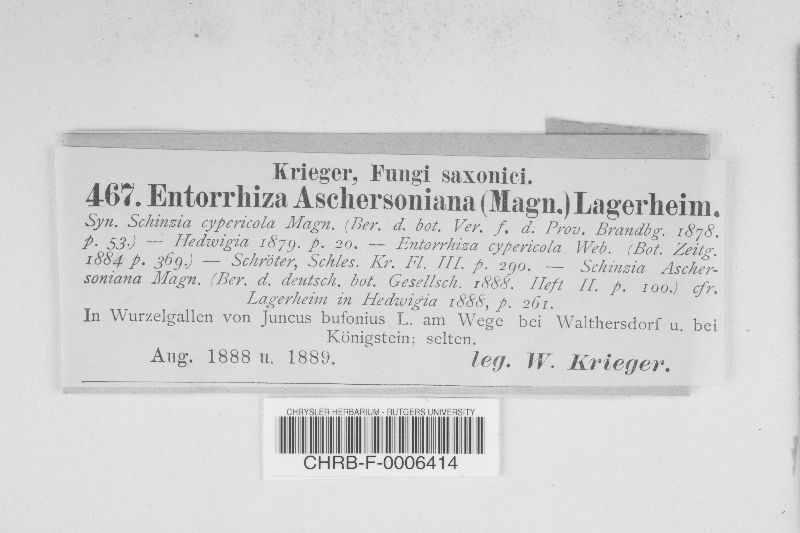 Krieger, Fungi saxonici.
467. Entorrhiza Aschersoniana (Magn.) Lagerheim.
Syn. Schinzia cypericola Magn. (Ber. d. bot. Ver. f. d. Prov. Brandbg. 1878.
p. 53.) — Hedwigia 1879. p. 20. — Entorrhiza cypericola Web. (Bot. Zeitg.
1884 p. 369.) — Schröter, Schles. Kr. Fl. III. p. 290. — Schinzia Ascher-
soniana Magn. (Ber. d. deutsch. bot. Gesellsch. 1888. Heft II. p. 100.) cfr.
Lagerheim in Hedwigia 1888, p. 261.
In Wurzelgallen von Juncus bufonius L. am Wege bei Walthersdorf u. bei
Königstein; selten.
Aug. 1888 u. 1889. leg. W. Krieger.
CHRYSLER HERBARIUM - RUTGERS UNIVERSITY
CHRB-F-0006414